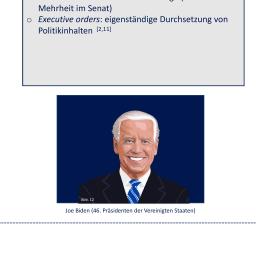 Mehrheit im Senat)
o Executive orders: eigenständige Durchsetzung von
Politikinhalten [2,11]
Abb. 12
Joe Biden (46. Präsidenten der Vereinigten Staaten)